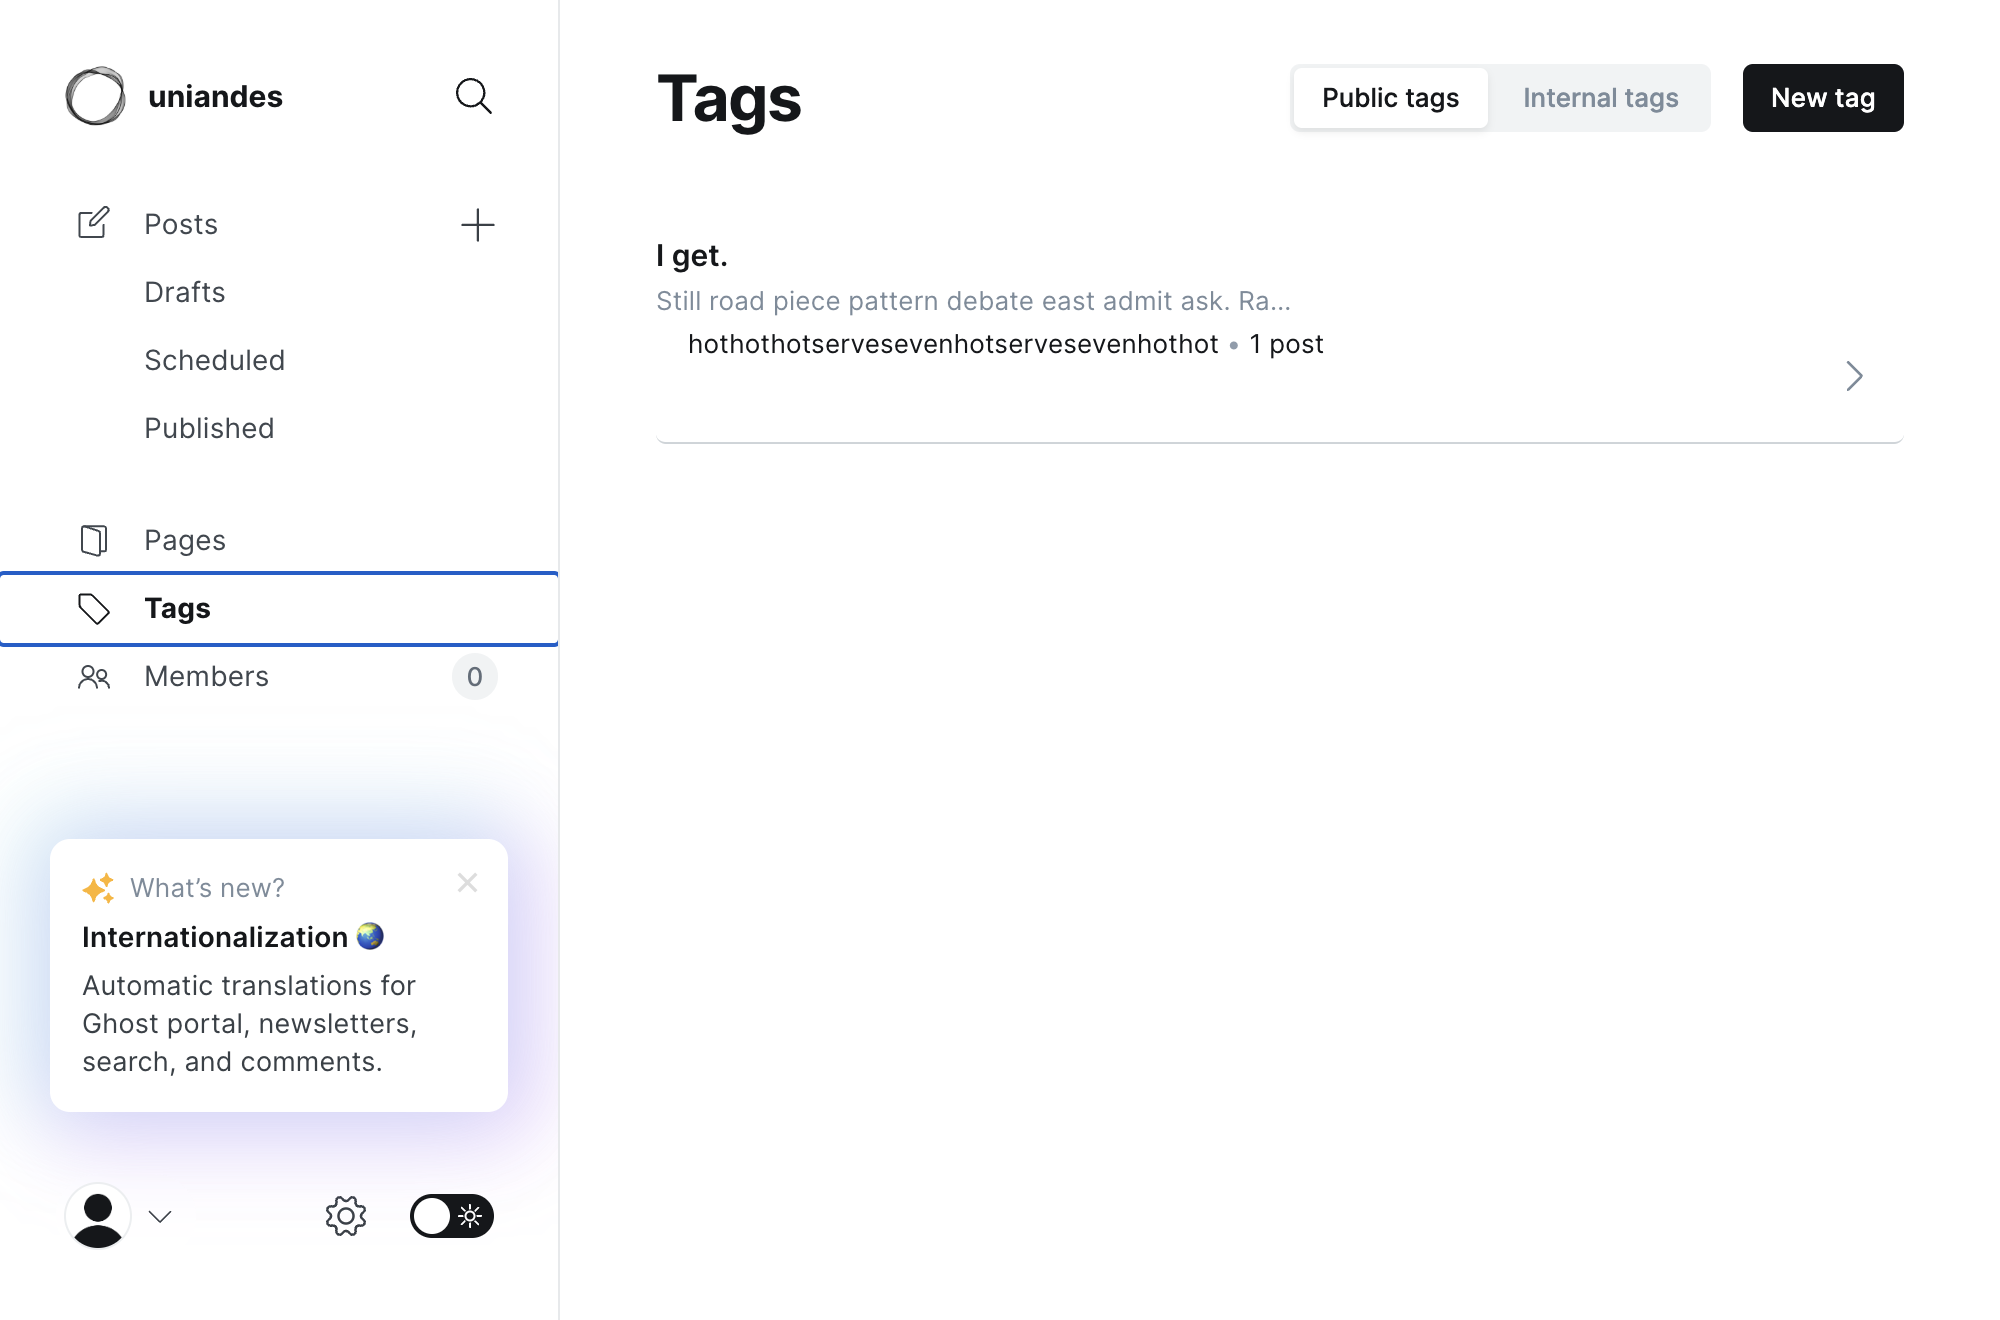 uniandes
Posts
Drafts
Scheduled
Published
Pages
Tags
Members
0
What’s new?
Internationalization 🌏
Automatic translations for
Ghost portal, newsletters,
search, and comments.
Tags
Public tags
Internal tags
New tag
I get.
Still road piece pattern debate east admit ask. Ra...
hothothotservesevenhotservesevenhothot • 1 post